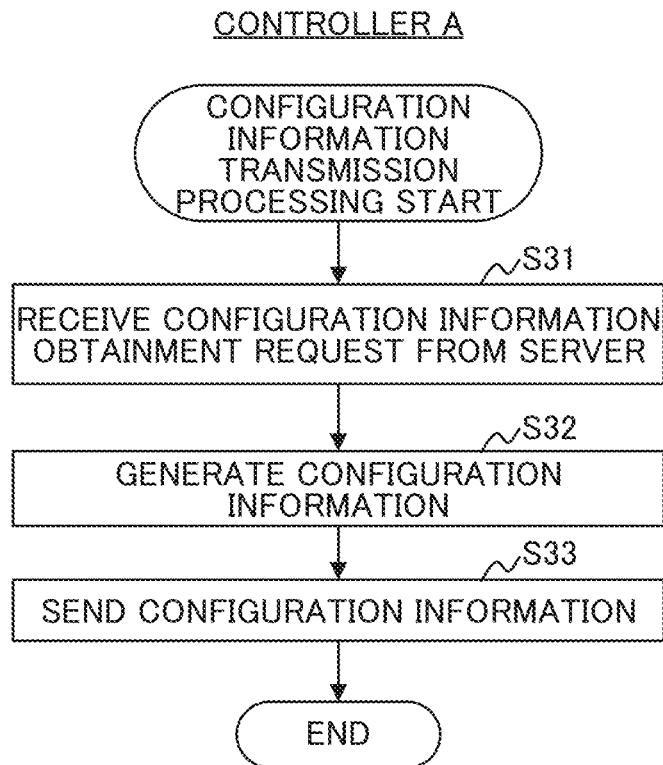 CONTROLLER A
CONFIGURATION
INFORMATION
TRANSMISSION
PROCESSING START
S31
RECEIVE CONFIGURATION INFORMATION
OBTAINMENT REQUEST FROM SERVER
S32
GENERATE CONFIGURATION
INFORMATION
S33
SEND CONFIGURATION INFORMATION
END